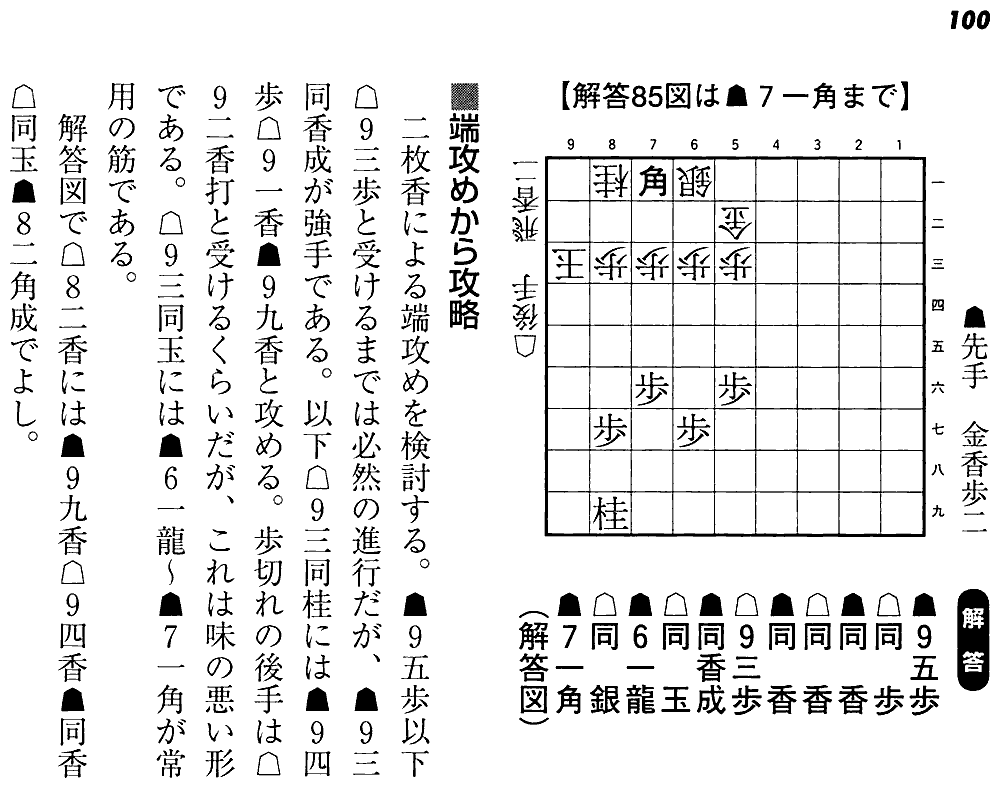 100
【解答85図は☗7一角まで】
9 8 7 6 5 4 3 2 1
桂 角 銀 一
金 二
玉 歩 歩 歩 歩 三
四
五
歩 歩 六
歩 歩 七
八
桂 九
☗先手 金香歩二
☖後手 飛香二
解答
☗9五歩
☖同 歩
☗同 香
☖同 香
☗同 香
☖9三歩
☗同香成
☖同 玉
☗6一龍
☖同 銀
☗7一角
(解答図)
■端攻めから攻略
二枚香による端攻めを検討する。☗9五歩以下
☖9三歩と受けるまでは必然の進行だが、☗9三
同香成が強手である。以下☖9三同桂には☗9四
歩☖9一香☗9九香と攻める。歩切れの後手は☖
9二香打と受けるくらいだが、これは味の悪い形
である。☖9三同玉には☗6一龍〜☗7一角が常
用の筋である。
解答図で☖8二香には☗9九香☖9四香☗同香
☖同玉☗8二角成でよし。